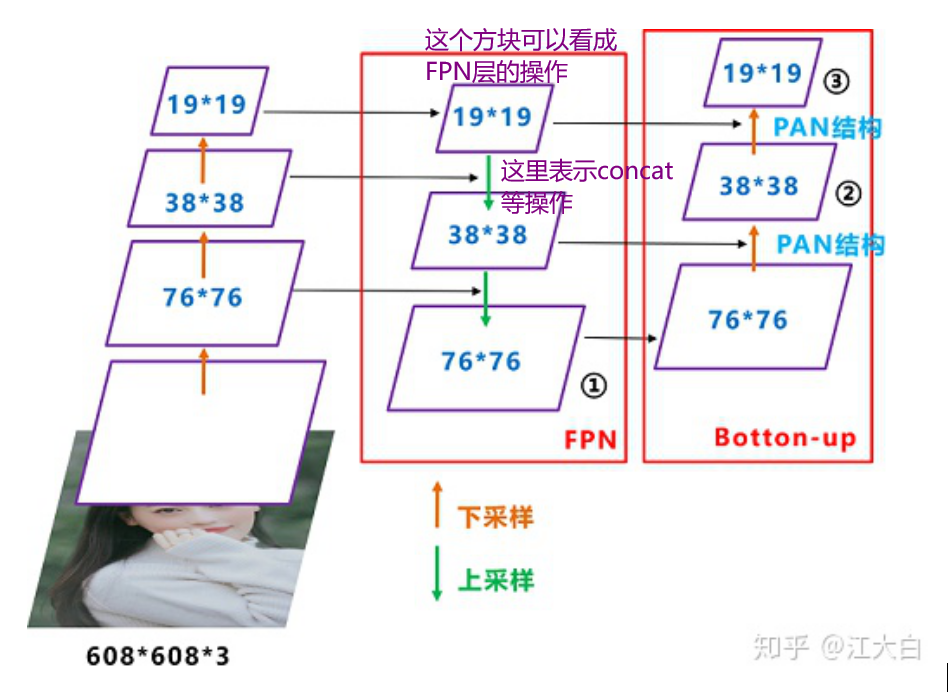 这个方块可以看成
FPN层的操作
19*19
38*38
76*76
608*608*3
19*19
这里表示concat
等操作
38*38
76*76
①
FPN
19*19
③
PAN结构
38*38
②
PAN结构
76*76
Botton-up
下采样
上采样
知乎 @江大白